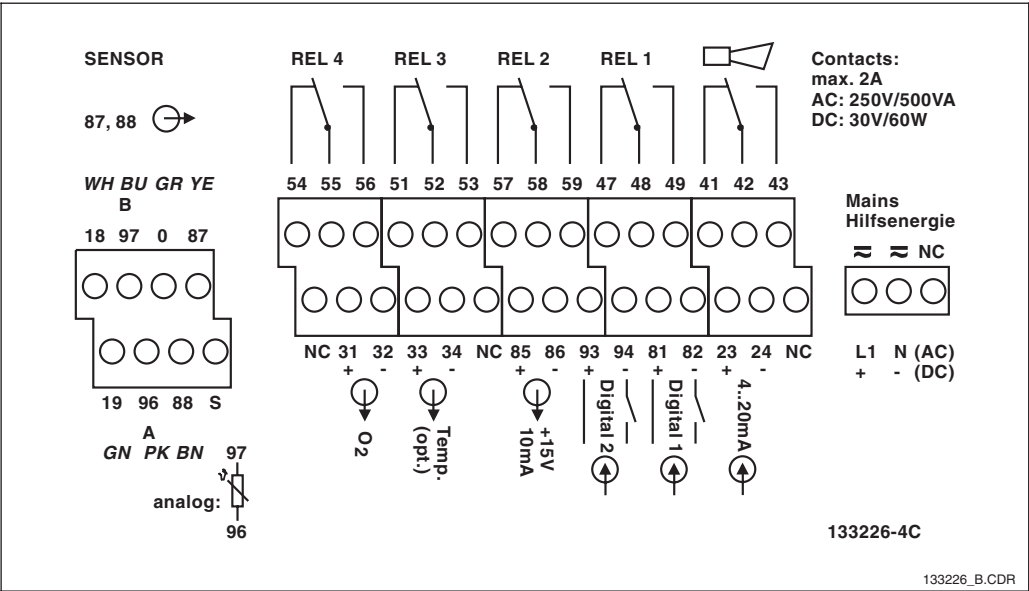 SENSOR
87, 88
WH BU GR YE
B
18 97 0 87
19 96 88 S
A
GN PK BN
97
ϑ
analog:
96
REL 4 REL 3 REL 2 REL 1
54 55 56 51 52 53 57 58 59 47 48 49 41 42 43
NC 31 32 33 34 NC 85 86 93 94 81 82 23 24 NC
+ - + - + - + - + - + -
O2
Temp.
(opt.)
+15V
10mA
Digital 2
Digital 1
4..20mA
Contacts:
max. 2A
AC: 250V/500VA
DC: 30V/60W
Mains
Hilfsenergie
≂ ≂ NC
L1 N (AC)
+ - (DC)
133226-4C
133226_B.CDR